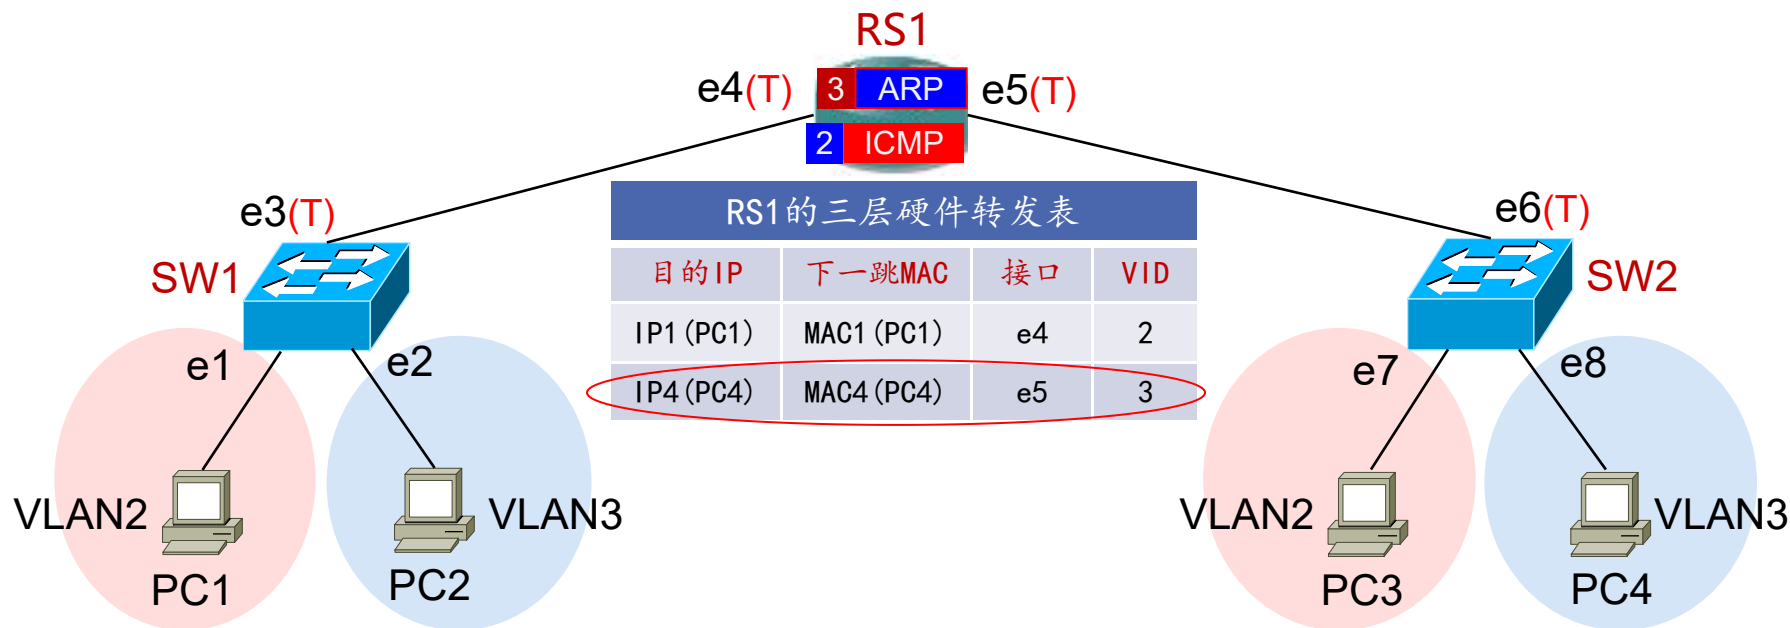 RS1
e4(T)
3 ARP
e5(T)
2 ICMP
e3(T)
e6(T)
SW1
SW2
RS1的三层硬件转发表
目的IP 下一跳MAC 接口 VID
IP1(PC1) MAC1(PC1) e4 2
IP4(PC4) MAC4(PC4) e5 3
e1
e2
e7
e8
VLAN2
VLAN3
VLAN2
VLAN3
PC1
PC2
PC3
PC4